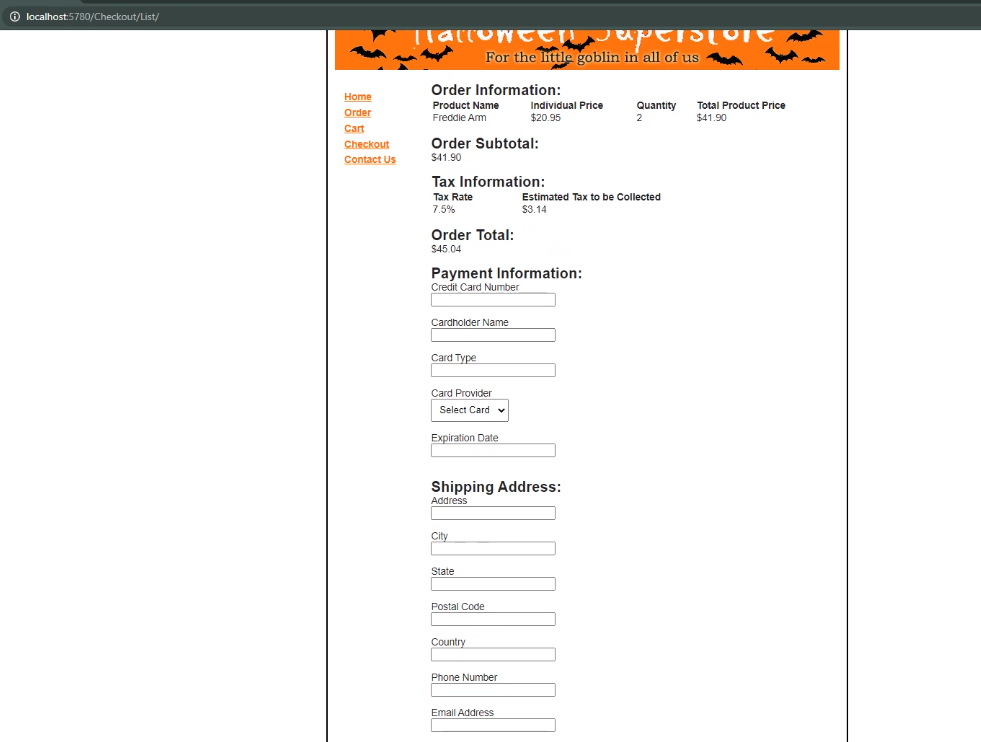 localhost:5780/Checkout/List/
Halloween Superstore
For the little goblin in all of us
Home
Order
Cart
Checkout
Contact Us
Order Information:
Product Name Individual Price Quantity Total Product Price
Freddie Arm $20.95 2 $41.90
Order Subtotal:
$41.90
Tax Information:
Tax Rate Estimated Tax to be Collected
7.5% $3.14
Order Total:
$45.04
Payment Information:
Credit Card Number
Cardholder Name
Card Type
Card Provider
Select Card
Expiration Date
Shipping Address:
Address
City
State
Postal Code
Country
Phone Number
Email Address